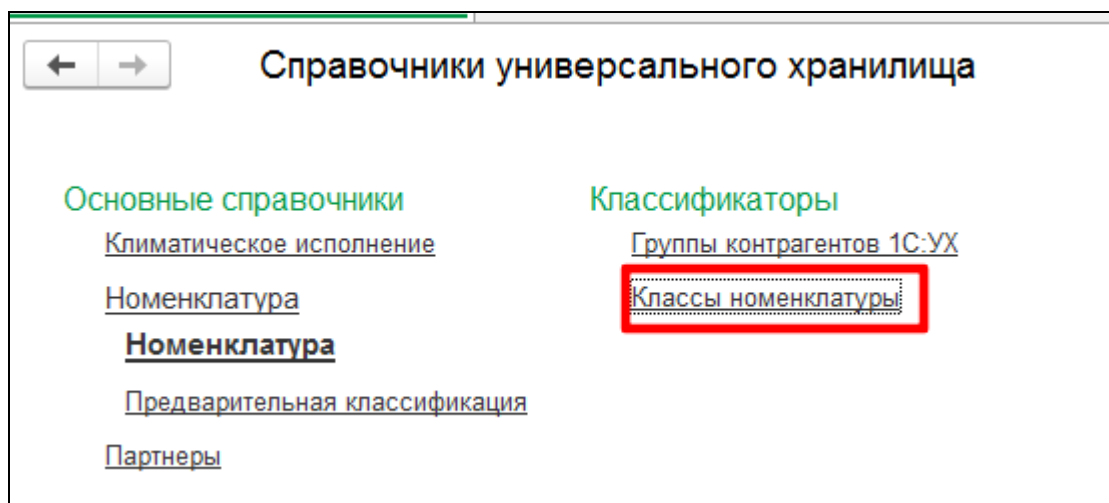 Справочники универсального хранилища
Основные справочники
Климатическое исполнение
Номенклатура
Номенклатура
Предварительная классификация
Партнеры
Классификаторы
Группы контрагентов 1С:УХ
Классы номенклатуры